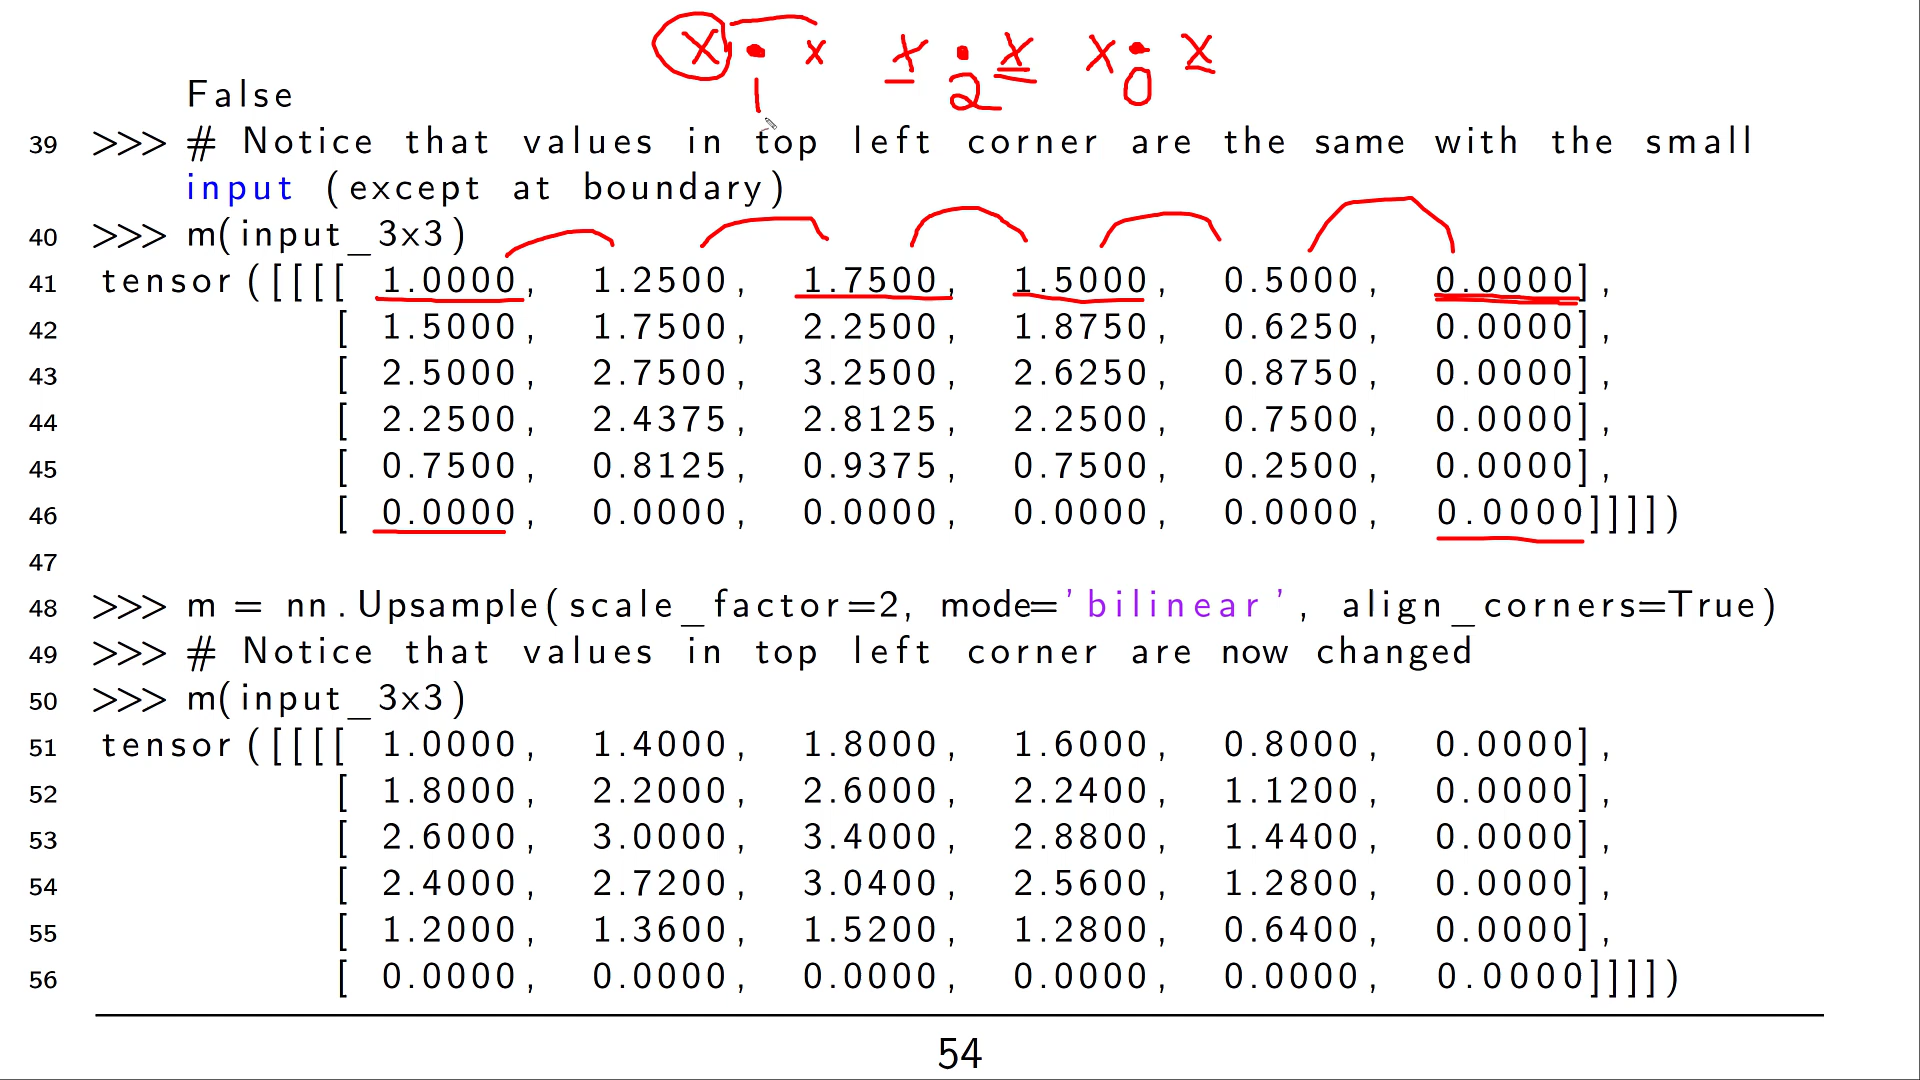 x • x x • x x • x
1 2 0
False
39 >>> # Notice that values in top left corner are the same with the small
input (except at boundary)
40 >>> m(input_3x3)
41 tensor([[[[ 1.0000, 1.2500, 1.7500, 1.5000, 0.5000, 0.0000],
42 [ 1.5000, 1.7500, 2.2500, 1.8750, 0.6250, 0.0000],
43 [ 2.5000, 2.7500, 3.2500, 2.6250, 0.8750, 0.0000],
44 [ 2.2500, 2.4375, 2.8125, 2.2500, 0.7500, 0.0000],
45 [ 0.7500, 0.8125, 0.9375, 0.7500, 0.2500, 0.0000],
46 [ 0.0000, 0.0000, 0.0000, 0.0000, 0.0000, 0.0000]]]])
47
48 >>> m = nn.Upsample(scale_factor=2, mode='bilinear', align_corners=True)
49 >>> # Notice that values in top left corner are now changed
50 >>> m(input_3x3)
51 tensor([[[[ 1.0000, 1.4000, 1.8000, 1.6000, 0.8000, 0.0000],
52 [ 1.8000, 2.2000, 2.6000, 2.2400, 1.1200, 0.0000],
53 [ 2.6000, 3.0000, 3.4000, 2.8800, 1.4400, 0.0000],
54 [ 2.4000, 2.7200, 3.0400, 2.5600, 1.2800, 0.0000],
55 [ 1.2000, 1.3600, 1.5200, 1.2800, 0.6400, 0.0000],
56 [ 0.0000, 0.0000, 0.0000, 0.0000, 0.0000, 0.0000]]]])
54